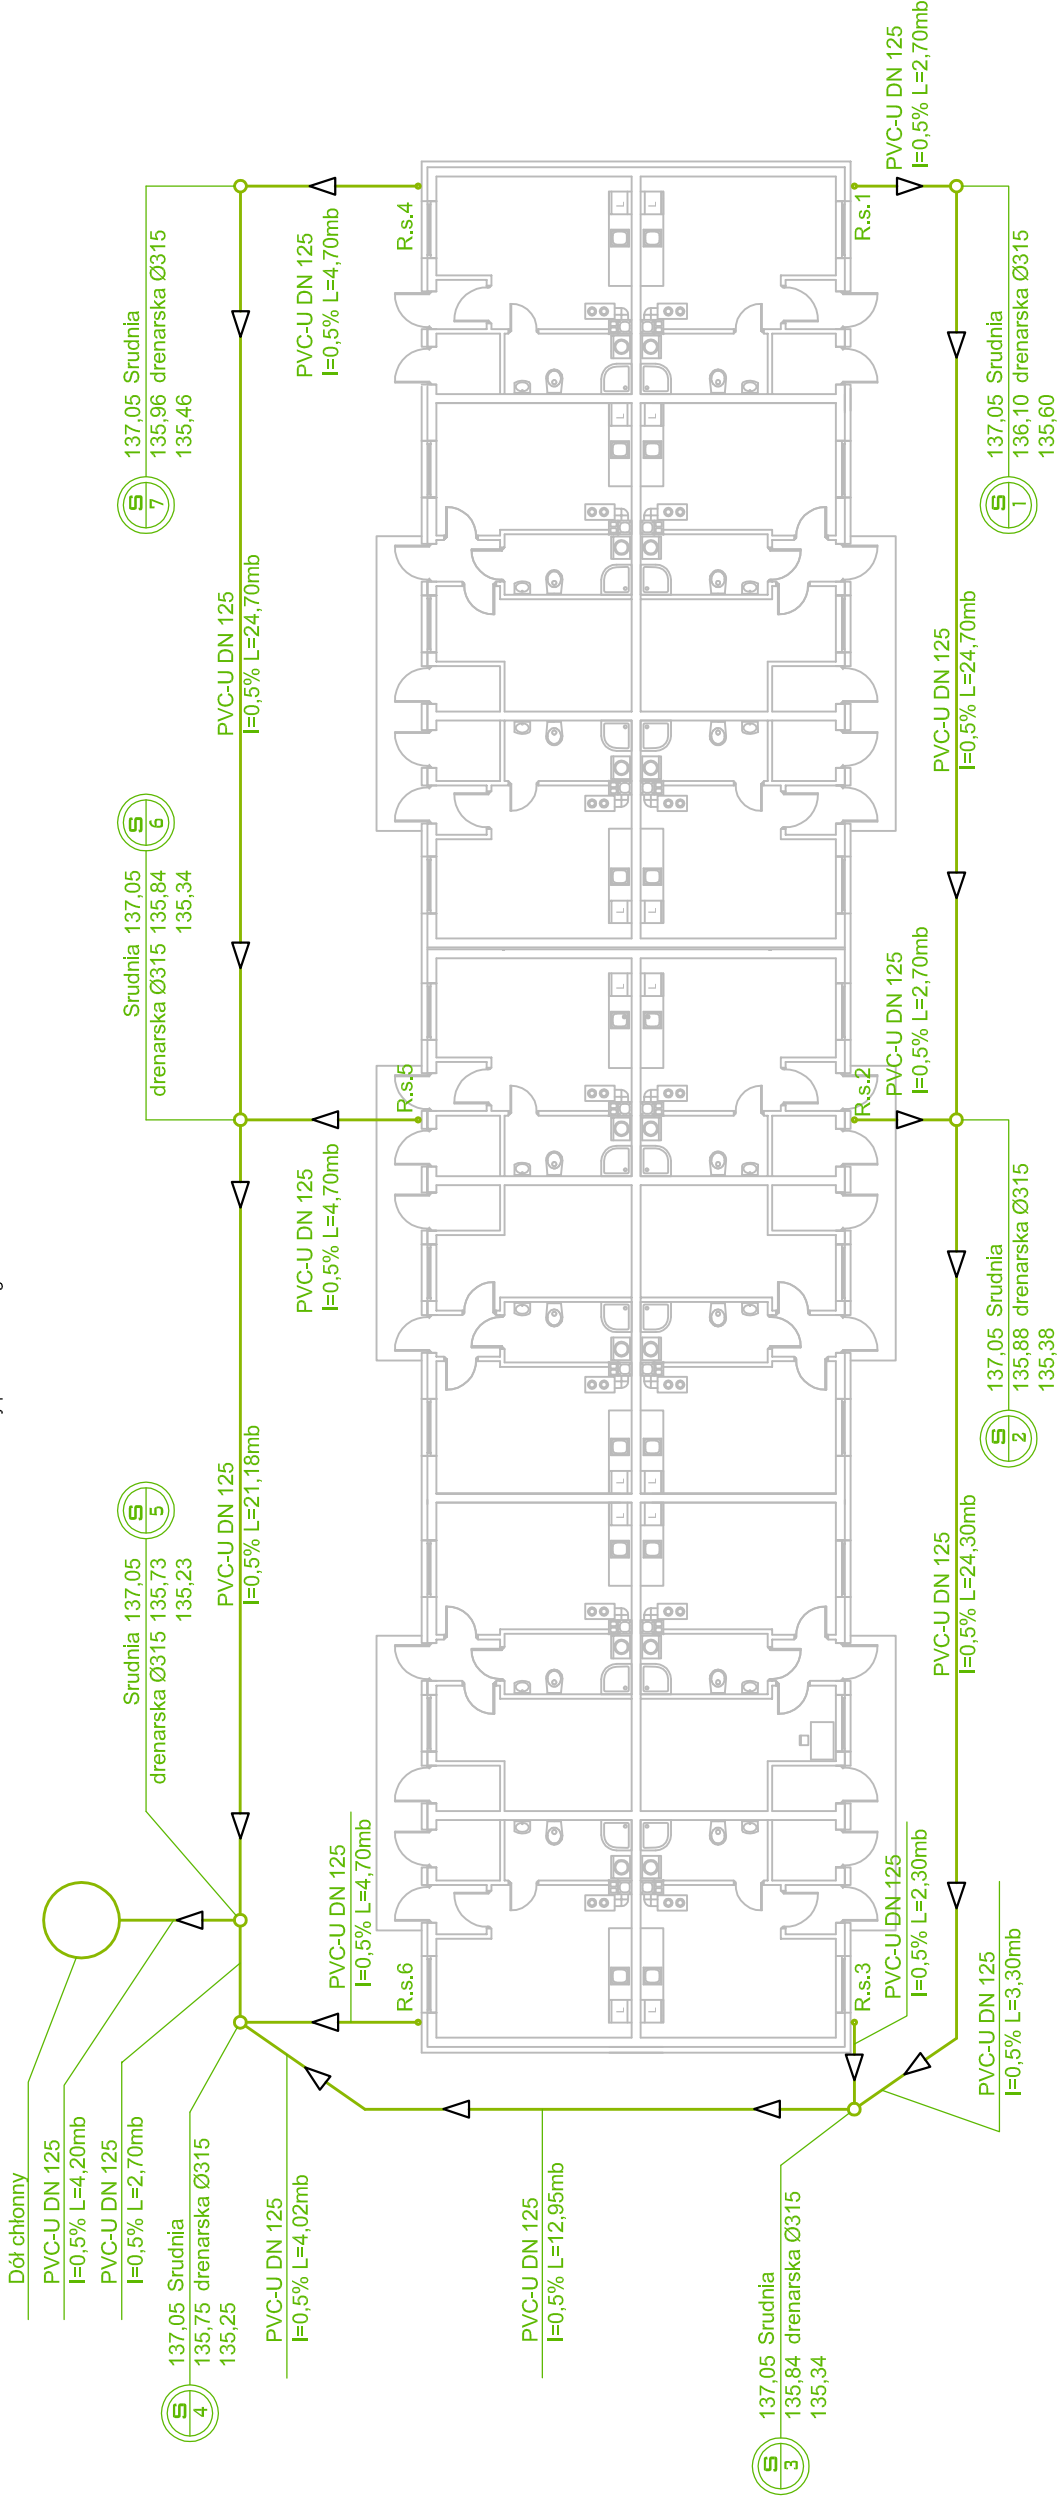 PVC-U DN 125
I=0,5% L=2,70mb
R.s.4
R.s.1
PVC-U DN 125
I=0,5% L=4,70mb
137,05 Srudnia
135,96 drenarska Ø315
135,46
S
7
137,05 Srudnia
136,10 drenarska Ø315
135,60
S
1
PVC-U DN 125
I=0,5% L=24,70mb
PVC-U DN 125
I=0,5% L=24,70mb
S
6
Srudnia 137,05
drenarska Ø315 135,84
135,34
PVC-U DN 125
I=0,5% L=2,70mb
R.s.5
R.s.2
PVC-U DN 125
I=0,5% L=4,70mb
137,05 Srudnia
135,88 drenarska Ø315
135,38
S
2
PVC-U DN 125
I=0,5% L=21,18mb
S
5
Srudnia 137,05
drenarska Ø315 135,73
135,23
PVC-U DN 125
I=0,5% L=24,30mb
PVC-U DN 125
I=0,5% L=4,70mb
R.s.6
R.s.3
PVC-U DN 125
I=0,5% L=2,30mb
PVC-U DN 125
I=0,5% L=3,30mb
Dół chłonny
PVC-U DN 125
I=0,5% L=4,20mb
PVC-U DN 125
I=0,5% L=2,70mb
137,05 Srudnia
135,75 drenarska Ø315
135,25
S
4
PVC-U DN 125
I=0,5% L=4,02mb
PVC-U DN 125
I=0,5% L=12,95mb
137,05 Srudnia
135,84 drenarska Ø315
135,34
S
3
L
L
L
L
L
L
L
L
L
L
L
L
L
L